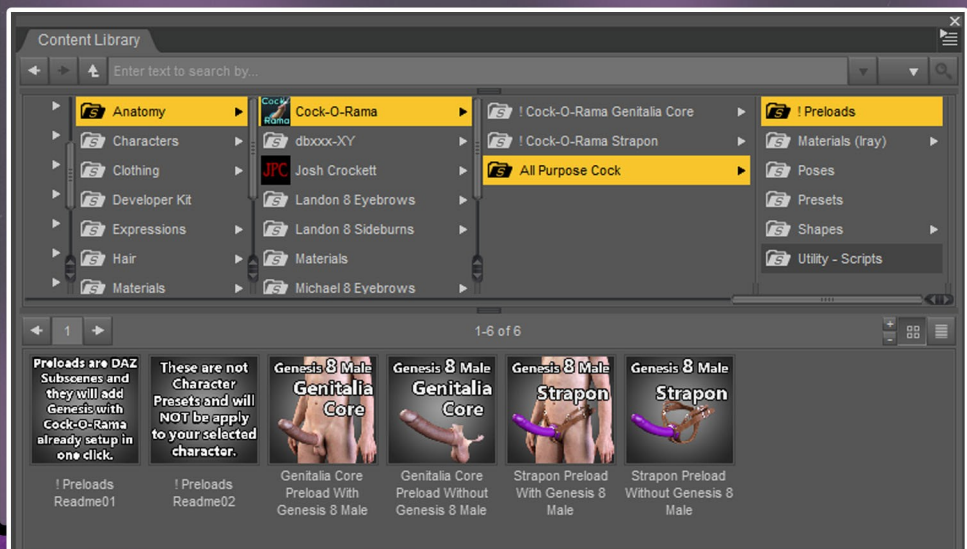 Content Library
Enter text to search by...
Anatomy
Characters
Clothing
Developer Kit
Expressions
Hair
Materials
Cock-O-Rama
Cock-O-Rama
dbxxx-XY
JPC
Josh Crockett
Landon 8 Eyebrows
Landon 8 Sideburns
Materials
Michael 8 Eyebrows
! Cock-O-Rama Genitalia Core
! Cock-O-Rama Strapon
All Purpose Cock
! Preloads
Materials (Iray)
Poses
Presets
Shapes
Utility - Scripts
1
1-6 of 6
Preloads are DAZ
Subscenes and
they will add
Genesis with
Cock-O-Rama
already setup in
one click.
! Preloads
Readme01
These are not
Character
Presets and will
NOT be apply
to your selected
character.
! Preloads
Readme02
Genesis 8 Male
Genitalia
Core
Genitalia Core
Preload With
Genesis 8 Male
Genesis 8 Male
Genitalia
Core
Genitalia Core
Preload Without
Genesis 8 Male
Genesis 8 Male
Strapon
Strapon Preload
With Genesis 8
Male
Genesis 8 Male
Strapon
Strapon Preload
Without Genesis 8
Male